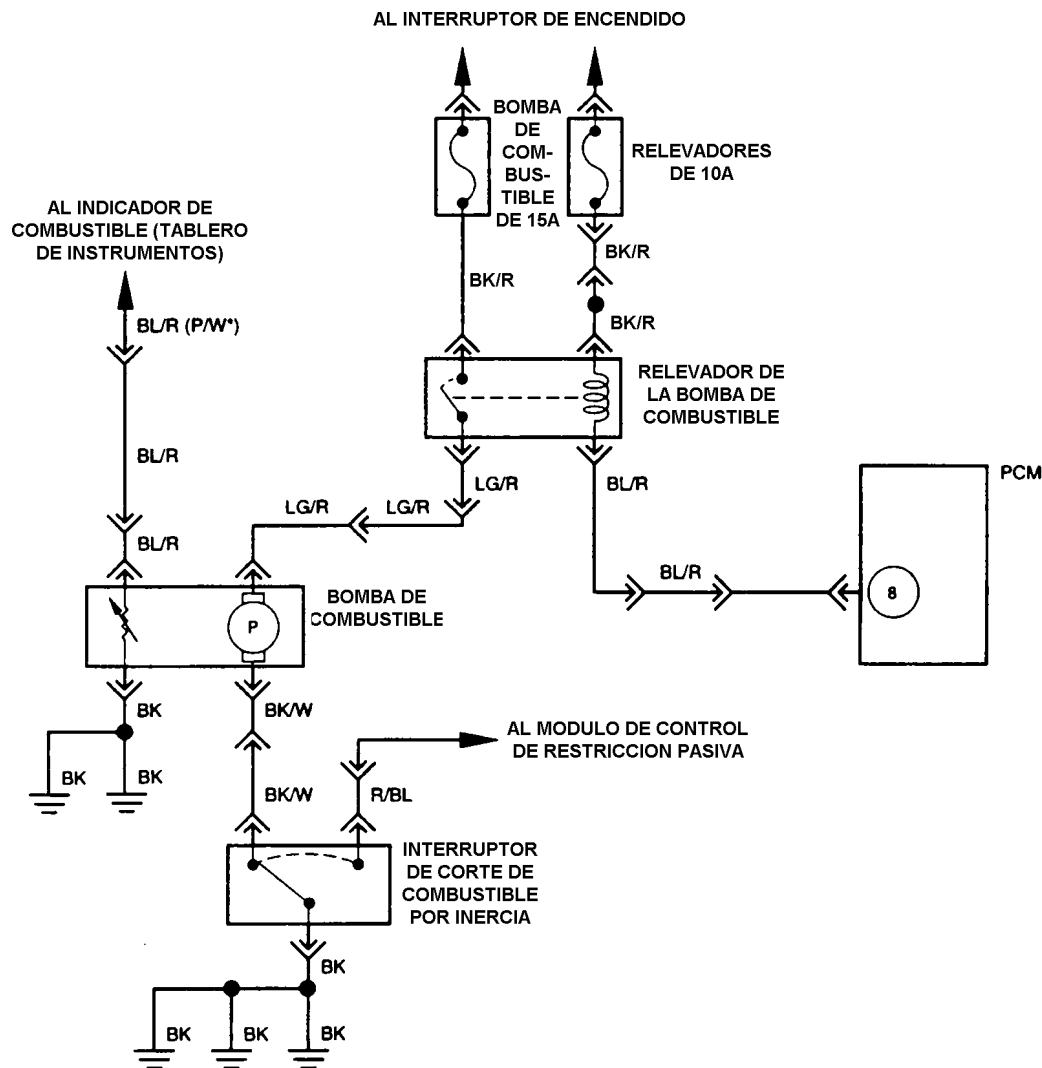 AL INTERRUPTOR DE ENCENDIDO
BOMBA
DE
COM-
BUS-
TIBLE
DE 15A
RELEVADORES
DE 10A
AL INDICADOR DE
COMBUSTIBLE (TABLERO
DE INSTRUMENTOS)
BK/R
BK/R
BK/R
BL/R (P/W*)
RELEVADOR DE
LA BOMBA DE
COMBUSTIBLE
BL/R
LG/R
BL/R
PCM
LG/R
LG/R
BL/R
BL/R
8
BOMBA DE
COMBUSTIBLE
P
BK
BK/W
AL MODULO DE CONTROL
DE RESTRICCION PASIVA
BK
BK
BK/W
R/BL
INTERRUPTOR
DE CORTE DE
COMBUSTIBLE
POR INERCIA
BK
BK
BK
BK